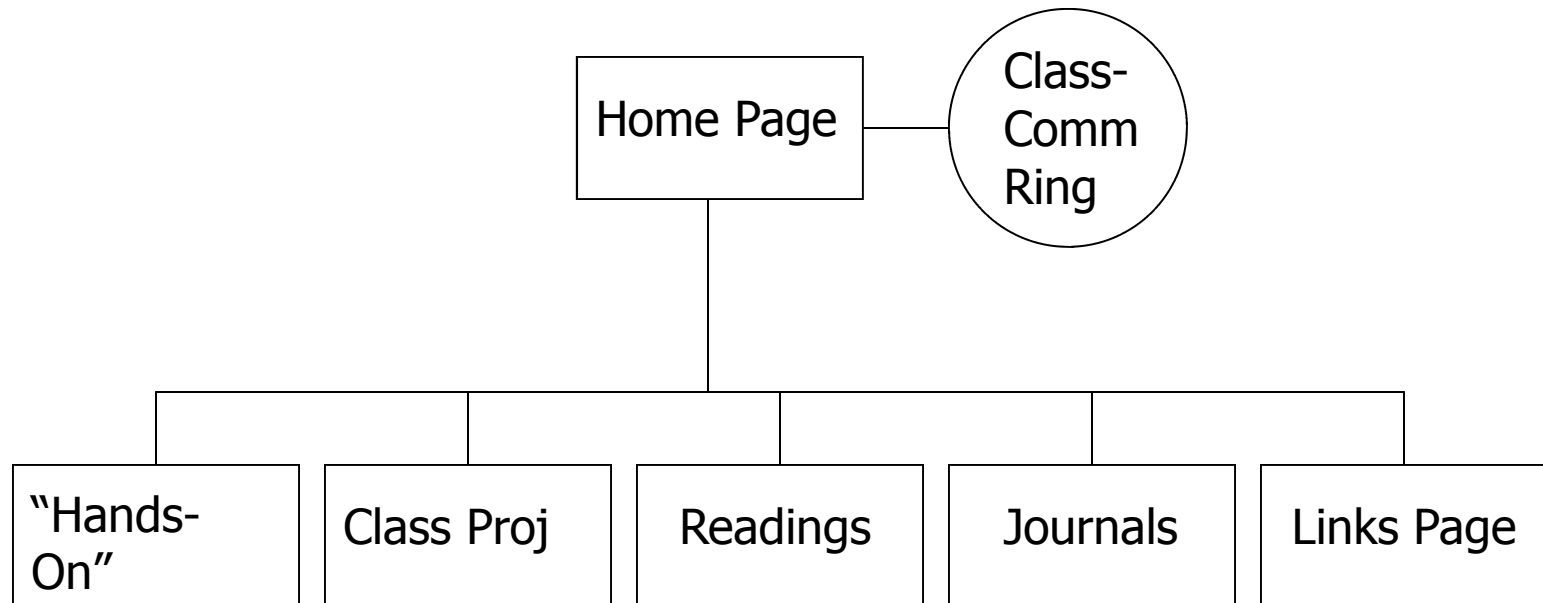 Home Page
Class-
Comm
Ring
“Hands-
On”
Class Proj
Readings
Journals
Links Page